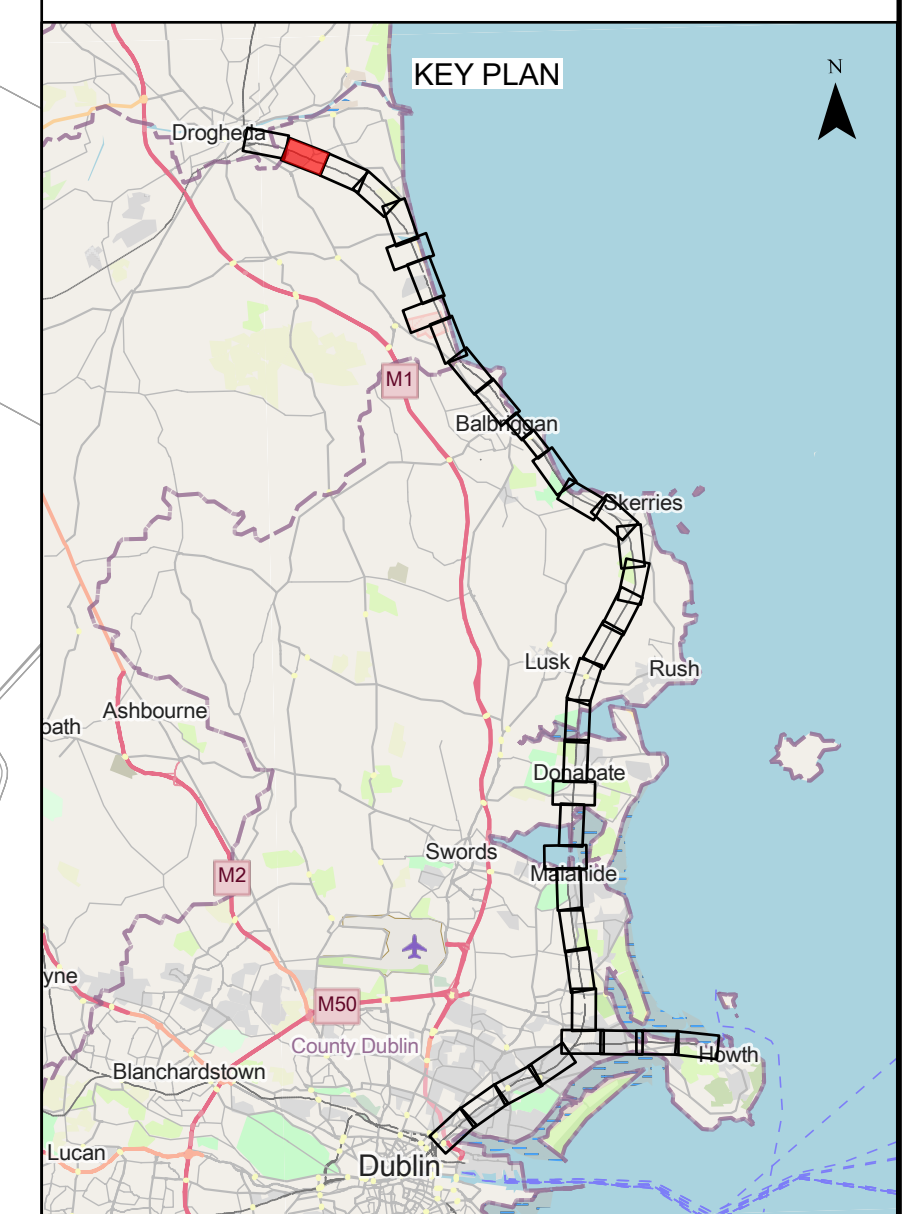 KEY PLAN
N
Drogheda
M1
Balbriggan
Skerries
Lusk
Rush
Ashbourne
oath
Donabate
Swords
Malahide
M2
yne
M50
County Dublin
Howth
Blanchardstown
Lucan
Dublin